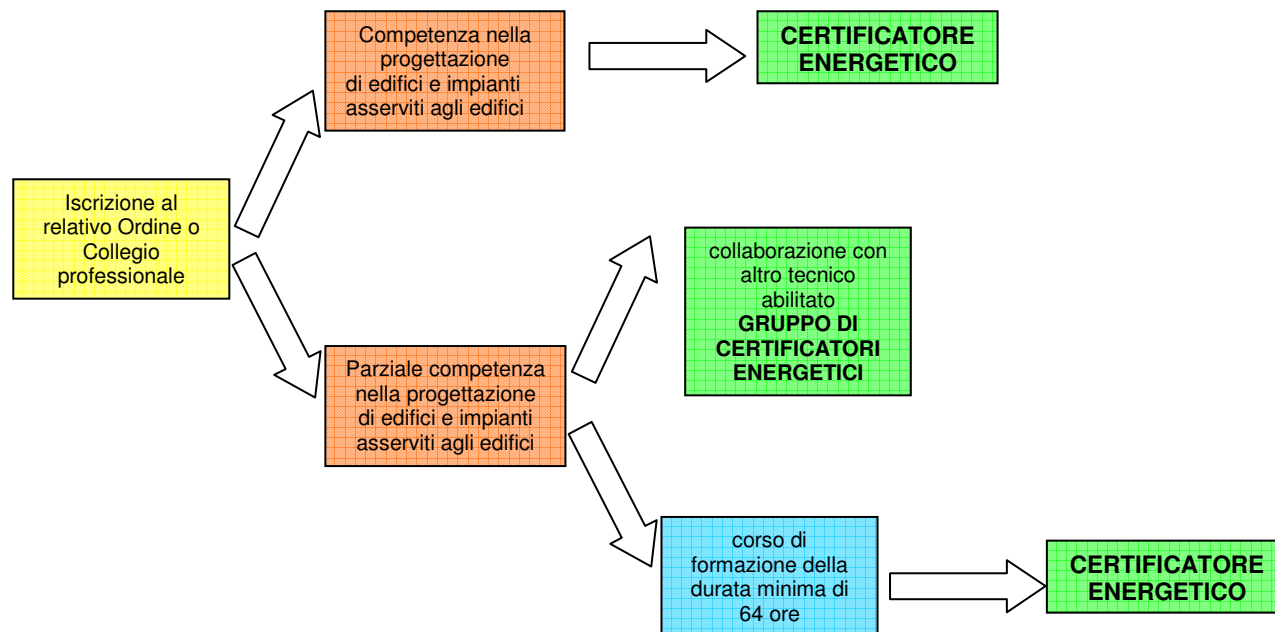 Competenza nella
progettazione
di edifici e impianti
asserviti agli edifici
CERTIFICATORE
ENERGETICO
Iscrizione al
relativo Ordine o
Collegio
professionale
collaborazione con
altro tecnico
abilitato
GRUPPO DI
CERTIFICATORI
ENERGETICI
Parziale competenza
nella progettazione
di edifici e impianti
asserviti agli edifici
corso di
formazione della
durata minima di
64 ore
CERTIFICATORE
ENERGETICO